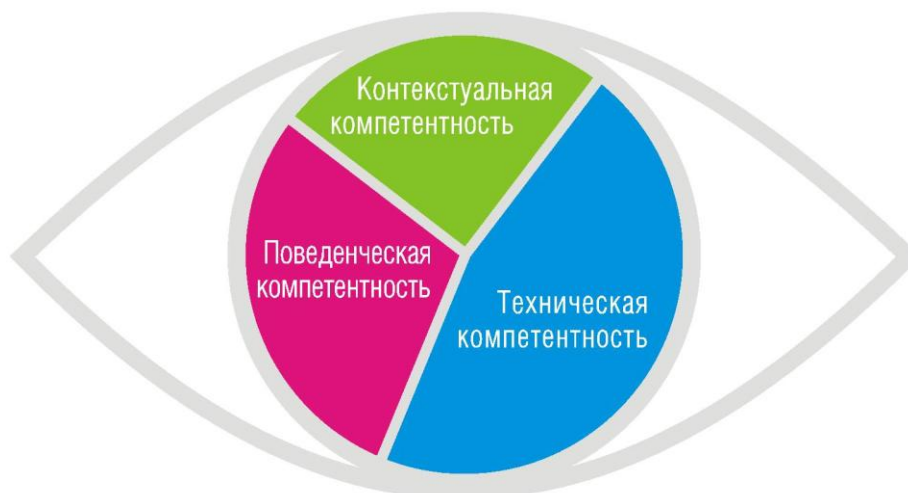 Контекстуальная
компетентность
Поведенческая
компетентность
Техническая
компетентность